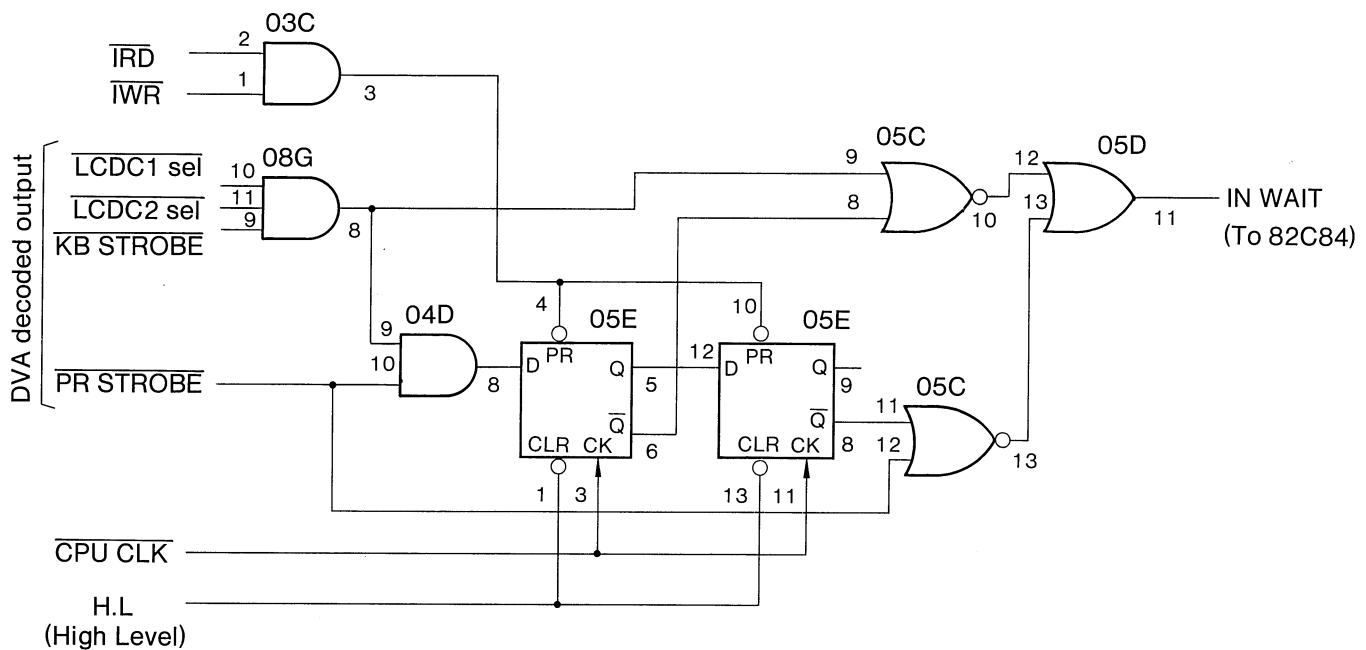 03C
IRD
2
IWR
1
3
DVA decoded output
LCDC1 sel
LCDC2 sel
KB STROBE
PR STROBE
08G
10
11
9
8
05C
9
8
10
05D
12
13
11
IN WAIT
(To 82C84)
04D
9
10
8
4
05E
PR
D
Q
5
Q
6
CLR
CK
1
3
10
05E
12
PR
D
Q
9
Q
8
CLR
CK
13
11
05C
11
12
13
CPU CLK
H.L
(High Level)